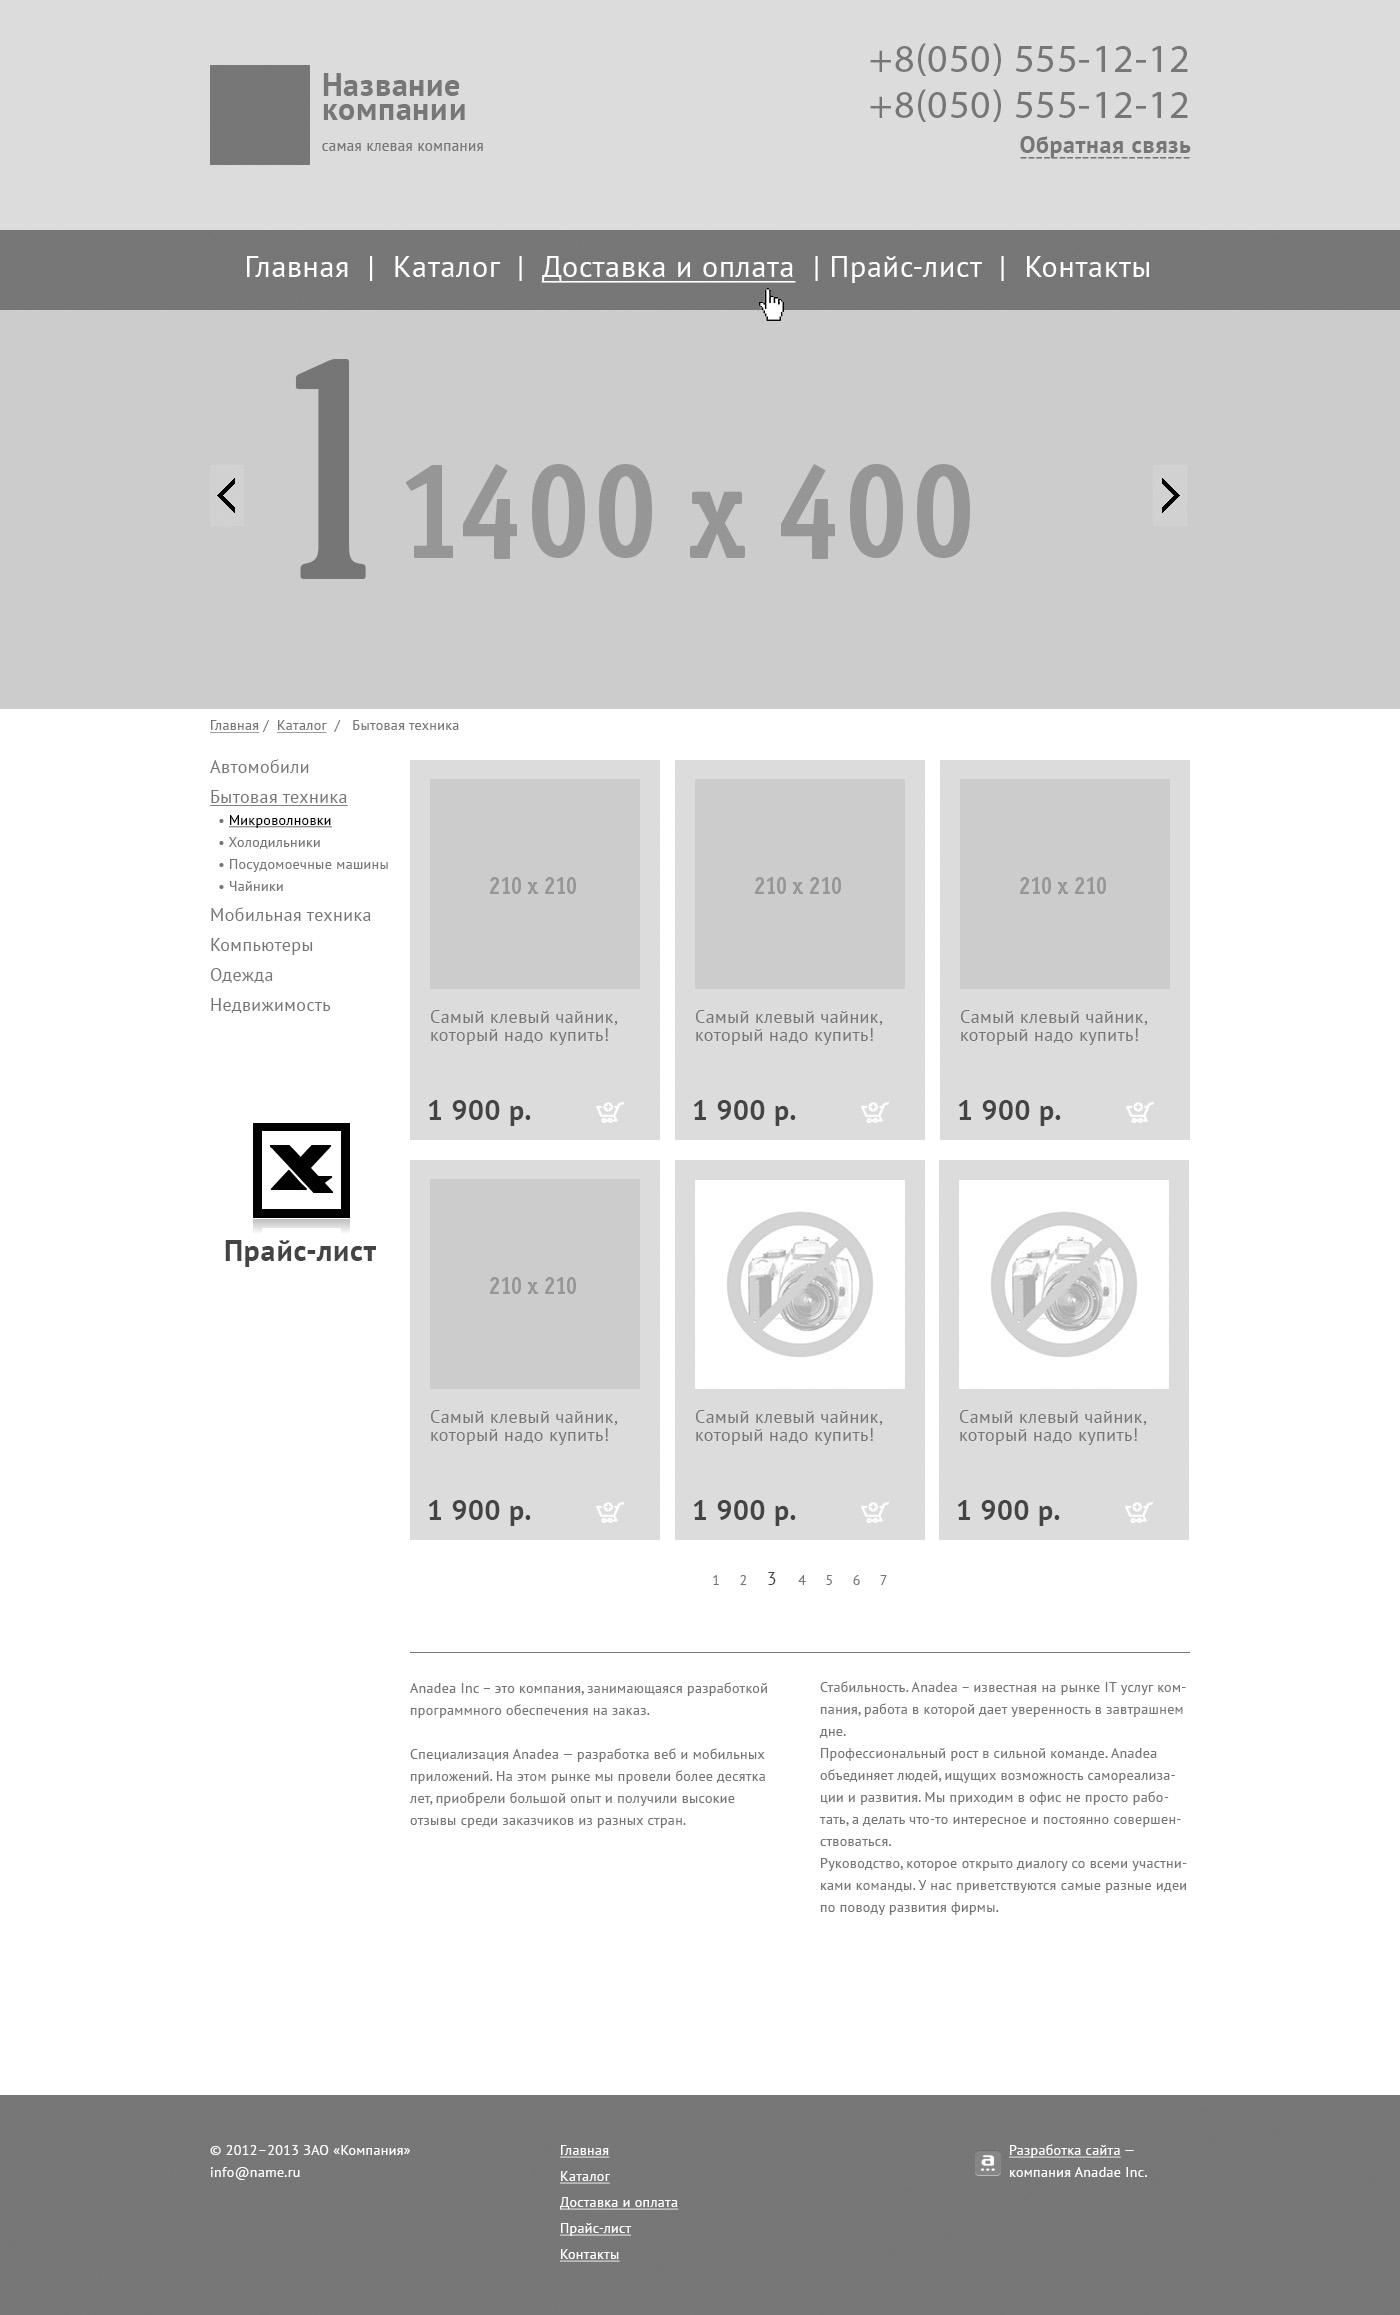 Название
компании
самая клевая компания
+8(050) 555-12-12
+8(050) 555-12-12
Обратная связь
Главная | Каталог | Доставка и оплата | Прайс-лист | Контакты
1
1400 x 400
Главная / Каталог / Бытовая техника
Автомобили
Бытовая техника
• Микроволновки
• Холодильники
• Посудомоечные машины
• Чайники
Мобильная техника
Компьютеры
Одежда
Недвижимость
Прайс-лист
210 x 210
Самый клевый чайник,
который надо купить!
1 900 р.
210 x 210
Самый клевый чайник,
который надо купить!
1 900 р.
210 x 210
Самый клевый чайник,
который надо купить!
1 900 р.
210 x 210
Самый клевый чайник,
который надо купить!
1 900 р.
Самый клевый чайник,
который надо купить!
1 900 р.
Самый клевый чайник,
который надо купить!
1 900 р.
1 2 3 4 5 6 7
Anadea Inc – это компания, занимающаяся разработкой
программного обеспечения на заказ.
Специализация Anadea — разработка веб и мобильных
приложений. На этом рынке мы провели более десятка
лет, приобрели большой опыт и получили высокие
отзывы среди заказчиков из разных стран.
Стабильность. Anadea – известная на рынке IT услуг ком-
пания, работа в которой дает уверенность в завтрашнем
дне.
Профессиональный рост в сильной команде. Anadea
объединяет людей, ищущих возможность самореализа-
ции и развития. Мы приходим в офис не просто рабо-
тать, а делать что-то интересное и постоянно совершен-
ствоваться.
Руководство, которое открыто диалогу со всеми участни-
ками команды. У нас приветствуются самые разные идеи
по поводу развития фирмы.
© 2012–2013 ЗАО «Компания»
info@name.ru
Главная
Каталог
Доставка и оплата
Прайс-лист
Контакты
a
Разработка сайта —
компания Anadae Inc.